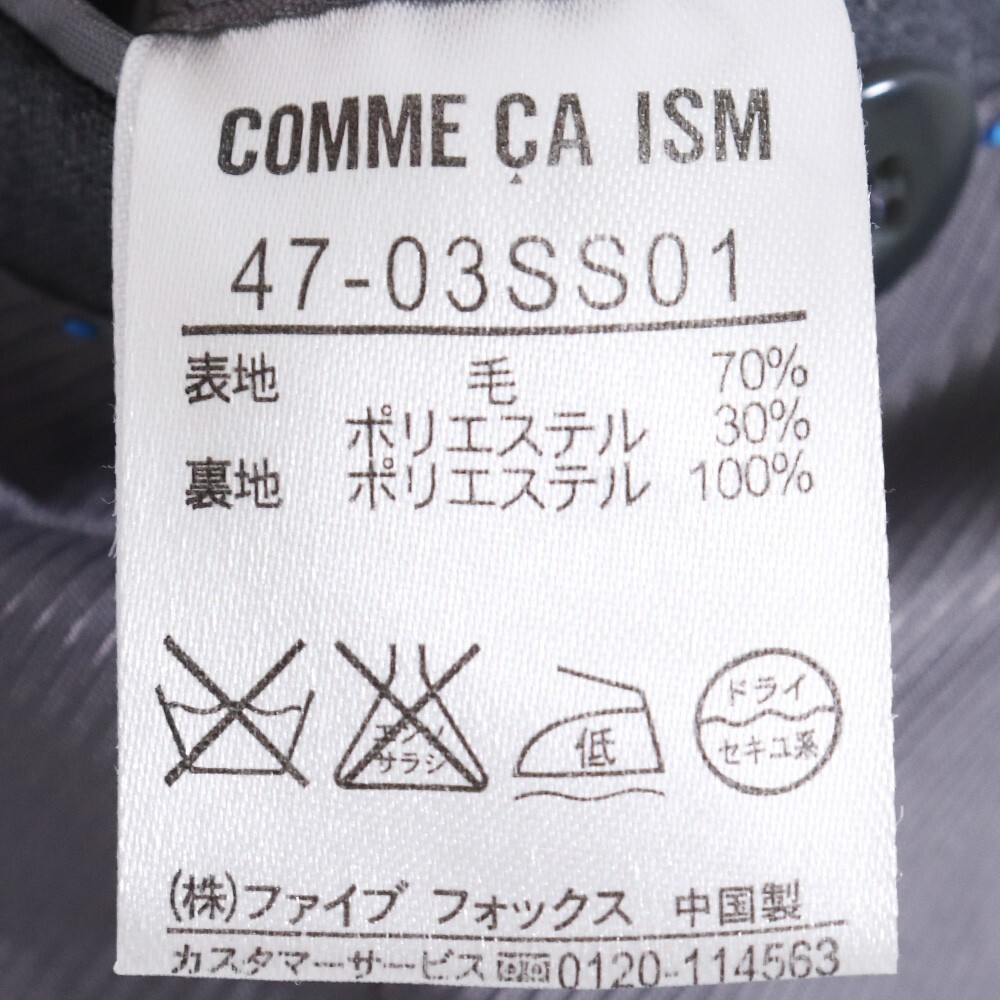 COMME ÇA ISM
47-03SS01
表地 毛 70%
ポリエステル 30%
裏地 ポリエステル 100%
エンソ
サラシ
低
ドライ
セキユ系
(株)ファイブ フォックス 中国製
カスタマーサービス 0120-114563